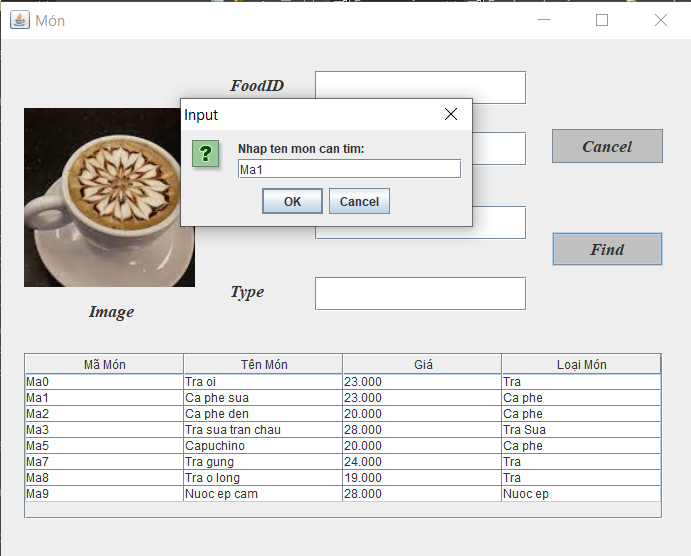 Món
FoodID
Input
Nhap ten mon can tim:
Ma1
OK Cancel
Cancel
Find
Type
Image
Mã Món Tên Món Giá Loại Món
Ma0 Tra oi 23.000 Tra
Ma1 Ca phe sua 23.000 Ca phe
Ma2 Ca phe den 20.000 Ca phe
Ma3 Tra sua tran chau 28.000 Tra Sua
Ma5 Capuchino 20.000 Ca phe
Ma7 Tra gung 24.000 Tra
Ma8 Tra o long 19.000 Tra
Ma9 Nuoc ep cam 28.000 Nuoc ep